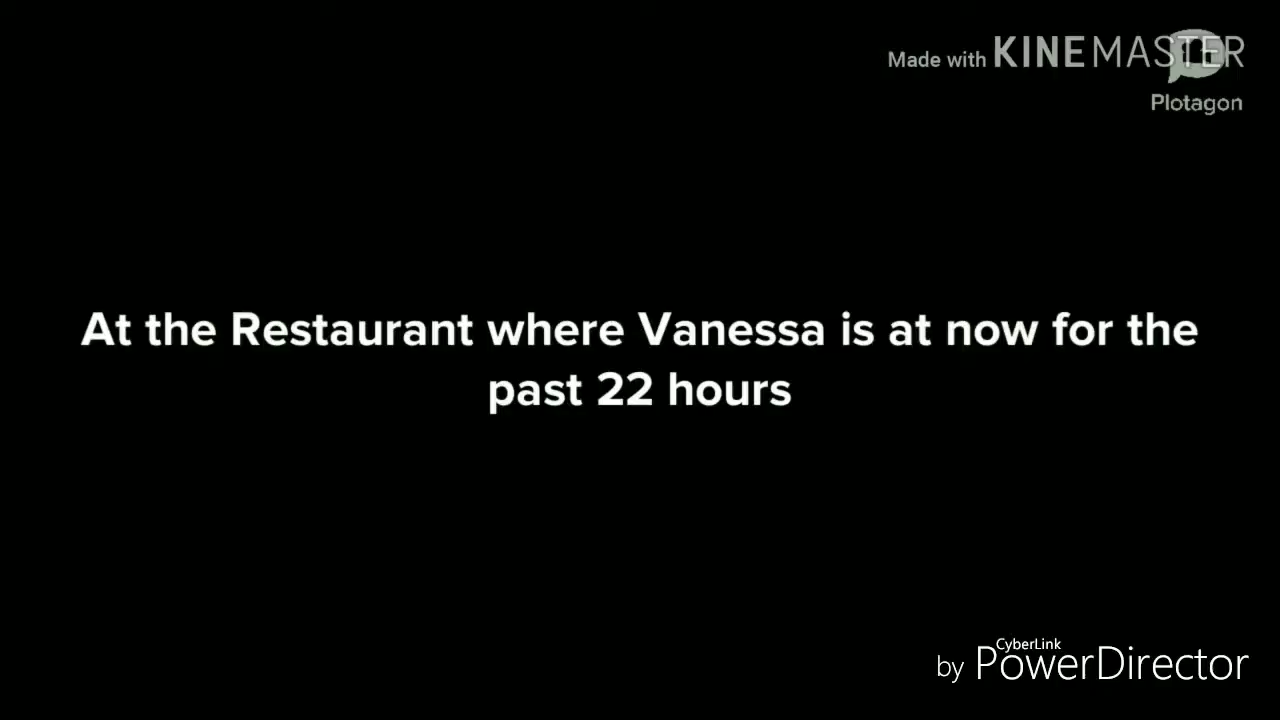 Made with KINEMASTER
Plotagon
At the Restaurant where Vanessa is at now for the
past 22 hours
CyberLink
by PowerDirector